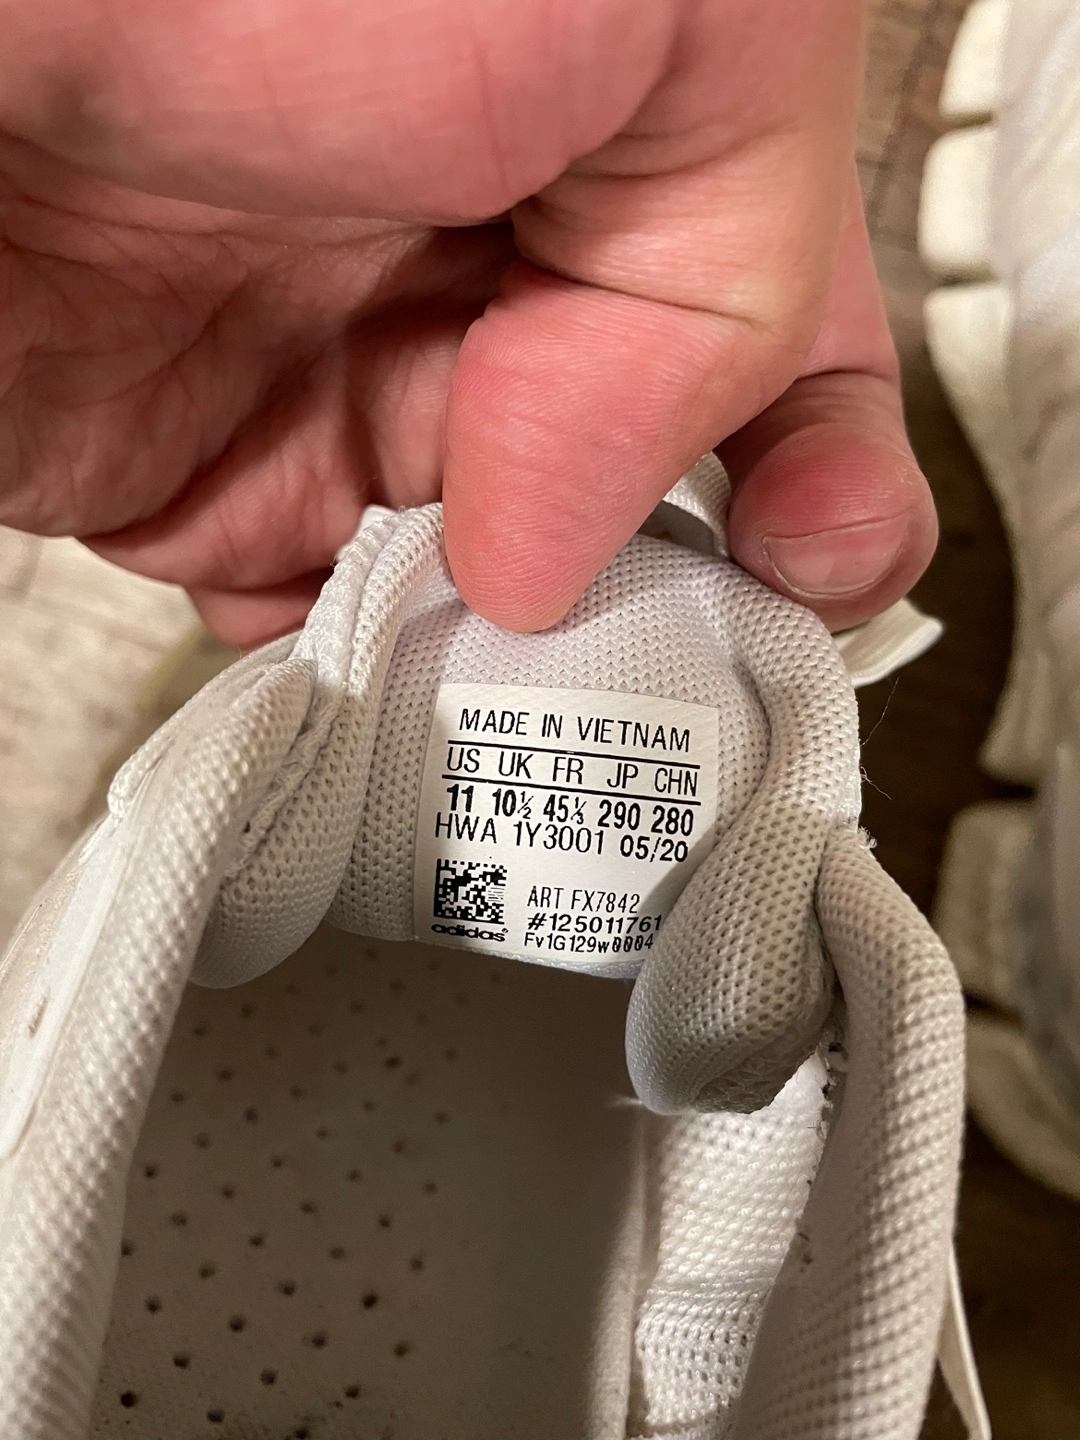 MADE IN VIETNAM
US UK FR JP CHN
11 10½ 45⅓ 290 280
HWA 1Y3001 05/20
ART FX7842
#125011761
adidas
Fv1G129w0004